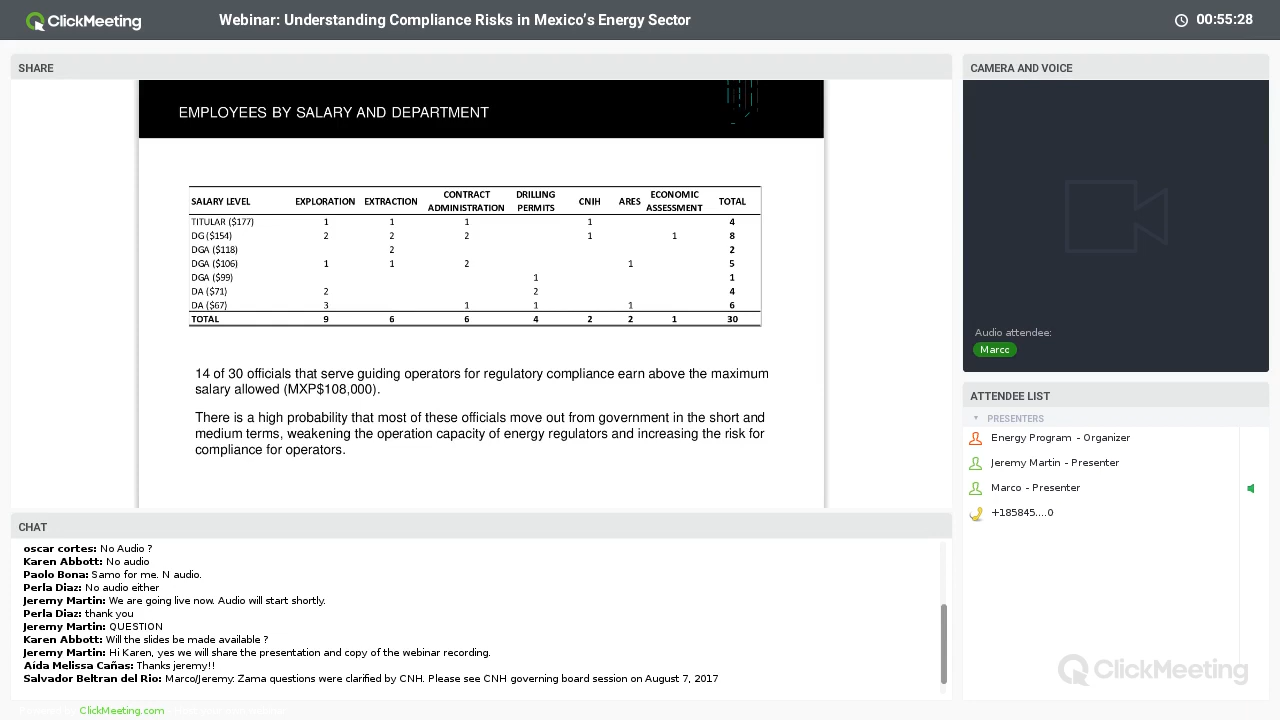 ClickMeeting
Webinar: Understanding Compliance Risks in Mexico's Energy Sector
00:55:28
SHARE
EMPLOYEES BY SALARY AND DEPARTMENT
SALARY LEVEL EXPLORATION EXTRACTION CONTRACT ADMINISTRATION DRILLING PERMITS CNIH ARES ECONOMIC ASSESSMENT TOTAL
TITULAR ($177) 1 1 1 1 4
DG ($154) 2 2 2 1 1 8
DGA ($118) 2 2
DGA ($106) 1 1 2 1 5
DGA ($99) 1 1
DA ($71) 2 2 4
DA ($67) 3 1 1 1 6
TOTAL 9 6 6 4 2 2 1 30
14 of 30 officials that serve guiding operators for regulatory compliance earn above the maximum
salary allowed (MXP$108,000).
There is a high probability that most of these officials move out from government in the short and
medium terms, weakening the operation capacity of energy regulators and increasing the risk for
compliance for operators.
CHAT
oscar cortes: No Audio ?
Karen Abbott: No audio
Paolo Bona: Samo for me. N audio.
Perla Diaz: No audio either
Jeremy Martin: We are going live now. Audio will start shortly.
Perla Diaz: thank you
Jeremy Martin: QUESTION
Karen Abbott: Will the slides be made available ?
Jeremy Martin: Hi Karen, yes we will share the presentation and copy of the webinar recording.
Aída Melissa Cañas: Thanks jeremy!!
Salvador Beltran del Rio: Marco/Jeremy: Zama questions were clarified by CNH. Please see CNH governing board session on August 7, 2017
ClickMeeting.com
CAMERA AND VOICE
Audio attendee:
Marcc
ATTENDEE LIST
PRESENTERS
Energy Program - Organizer
Jeremy Martin - Presenter
Marco - Presenter
+185845....0
ClickMeeting